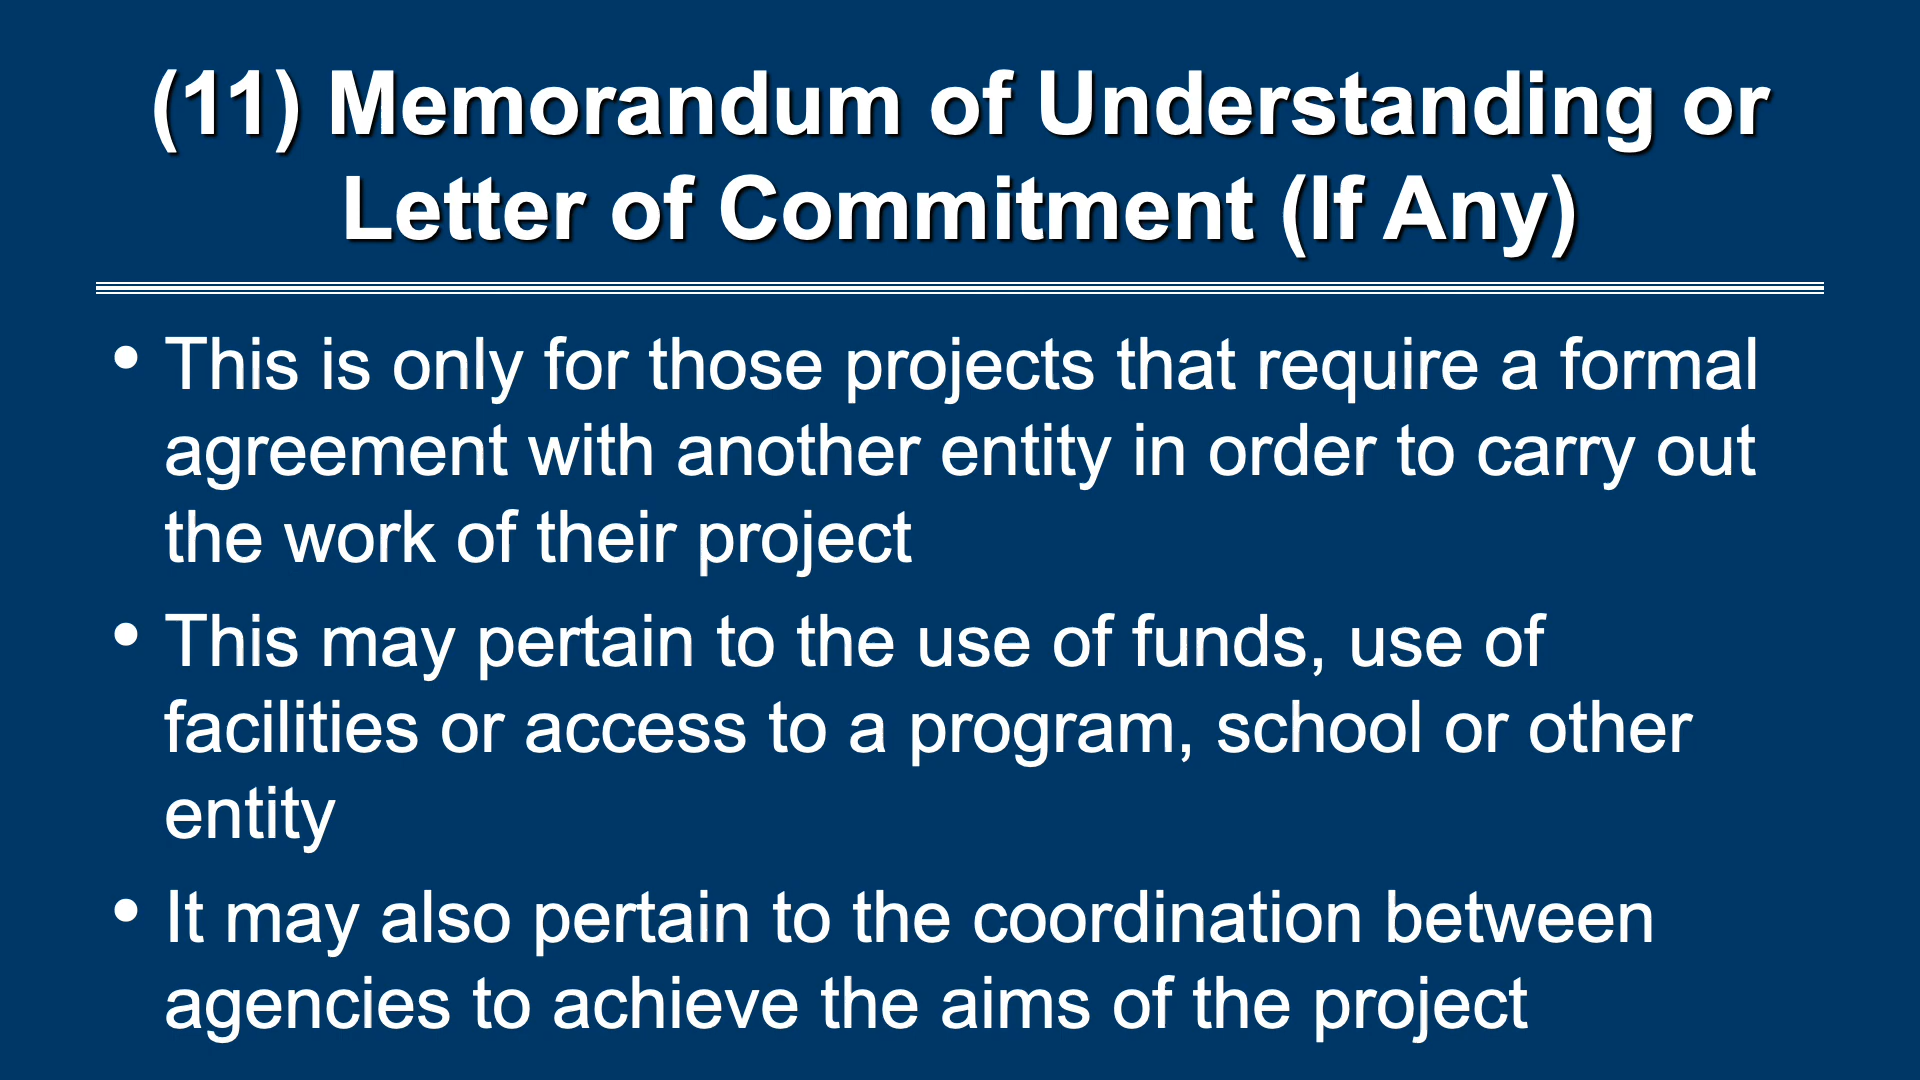 (11) Memorandum of Understanding or
Letter of Commitment (If Any)
• This is only for those projects that require a formal
agreement with another entity in order to carry out
the work of their project
• This may pertain to the use of funds, use of
facilities or access to a program, school or other
entity
• It may also pertain to the coordination between
agencies to achieve the aims of the project